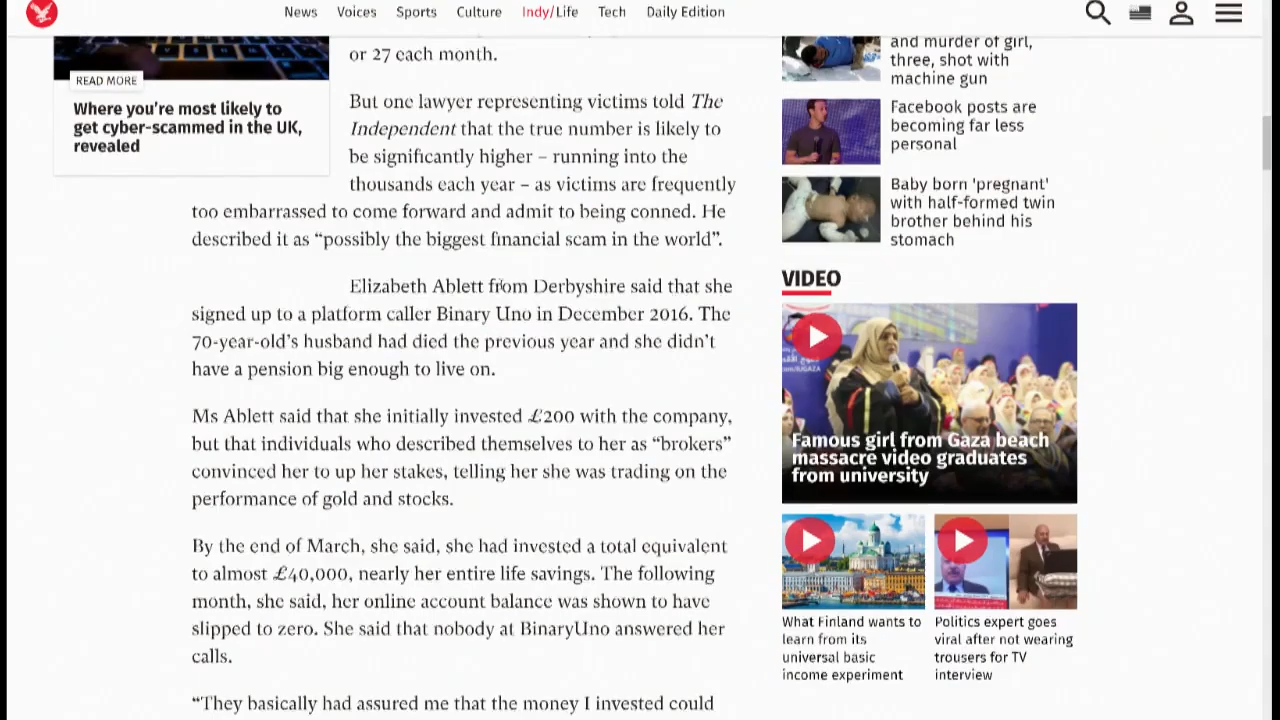 News Voices Sports Culture Indy/Life Tech Daily Edition
READ MORE
Where you’re most likely to
get cyber-scammed in the UK,
revealed
or 27 each month.
But one lawyer representing victims told The
Independent that the true number is likely to
be significantly higher – running into the
thousands each year – as victims are frequently
too embarrassed to come forward and admit to being conned. He
described it as “possibly the biggest financial scam in the world”.
Elizabeth Ablett from Derbyshire said that she
signed up to a platform caller Binary Uno in December 2016. The
70-year-old’s husband had died the previous year and she didn’t
have a pension big enough to live on.
Ms Ablett said that she initially invested £200 with the company,
but that individuals who described themselves to her as “brokers”
convinced her to up her stakes, telling her she was trading on the
performance of gold and stocks.
By the end of March, she said, she had invested a total equivalent
to almost £40,000, nearly her entire life savings. The following
month, she said, her online account balance was shown to have
slipped to zero. She said that nobody at BinaryUno answered her
calls.
“They basically had assured me that the money I invested could
and murder of girl,
three, shot with
machine gun
Facebook posts are
becoming far less
personal
Baby born 'pregnant'
with half-formed twin
brother behind his
stomach
VIDEO
Famous girl from Gaza beach
massacre video graduates
from university
What Finland wants to
learn from its
universal basic
income experiment
Politics expert goes
viral after not wearing
trousers for TV
interview